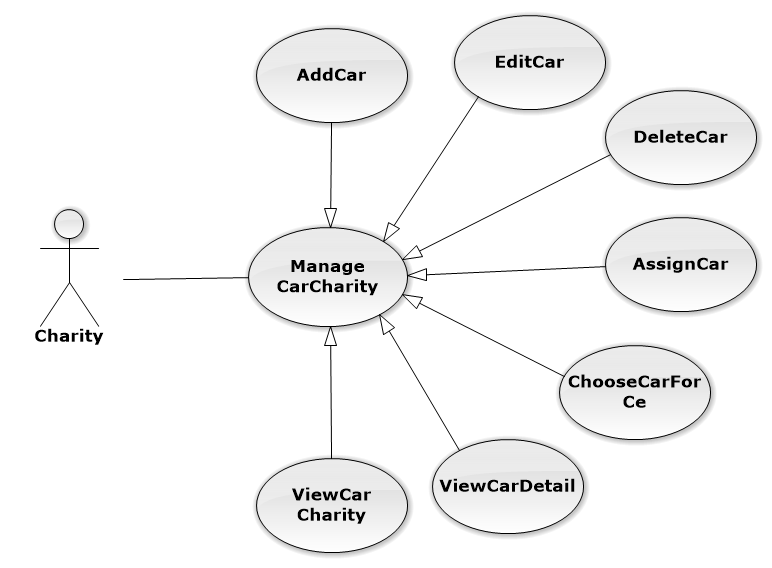 AddCar
EditCar
DeleteCar
Manage
CarCharity
AssignCar
Charity
ChooseCarFor
Ce
ViewCarDetail
ViewCar
Charity